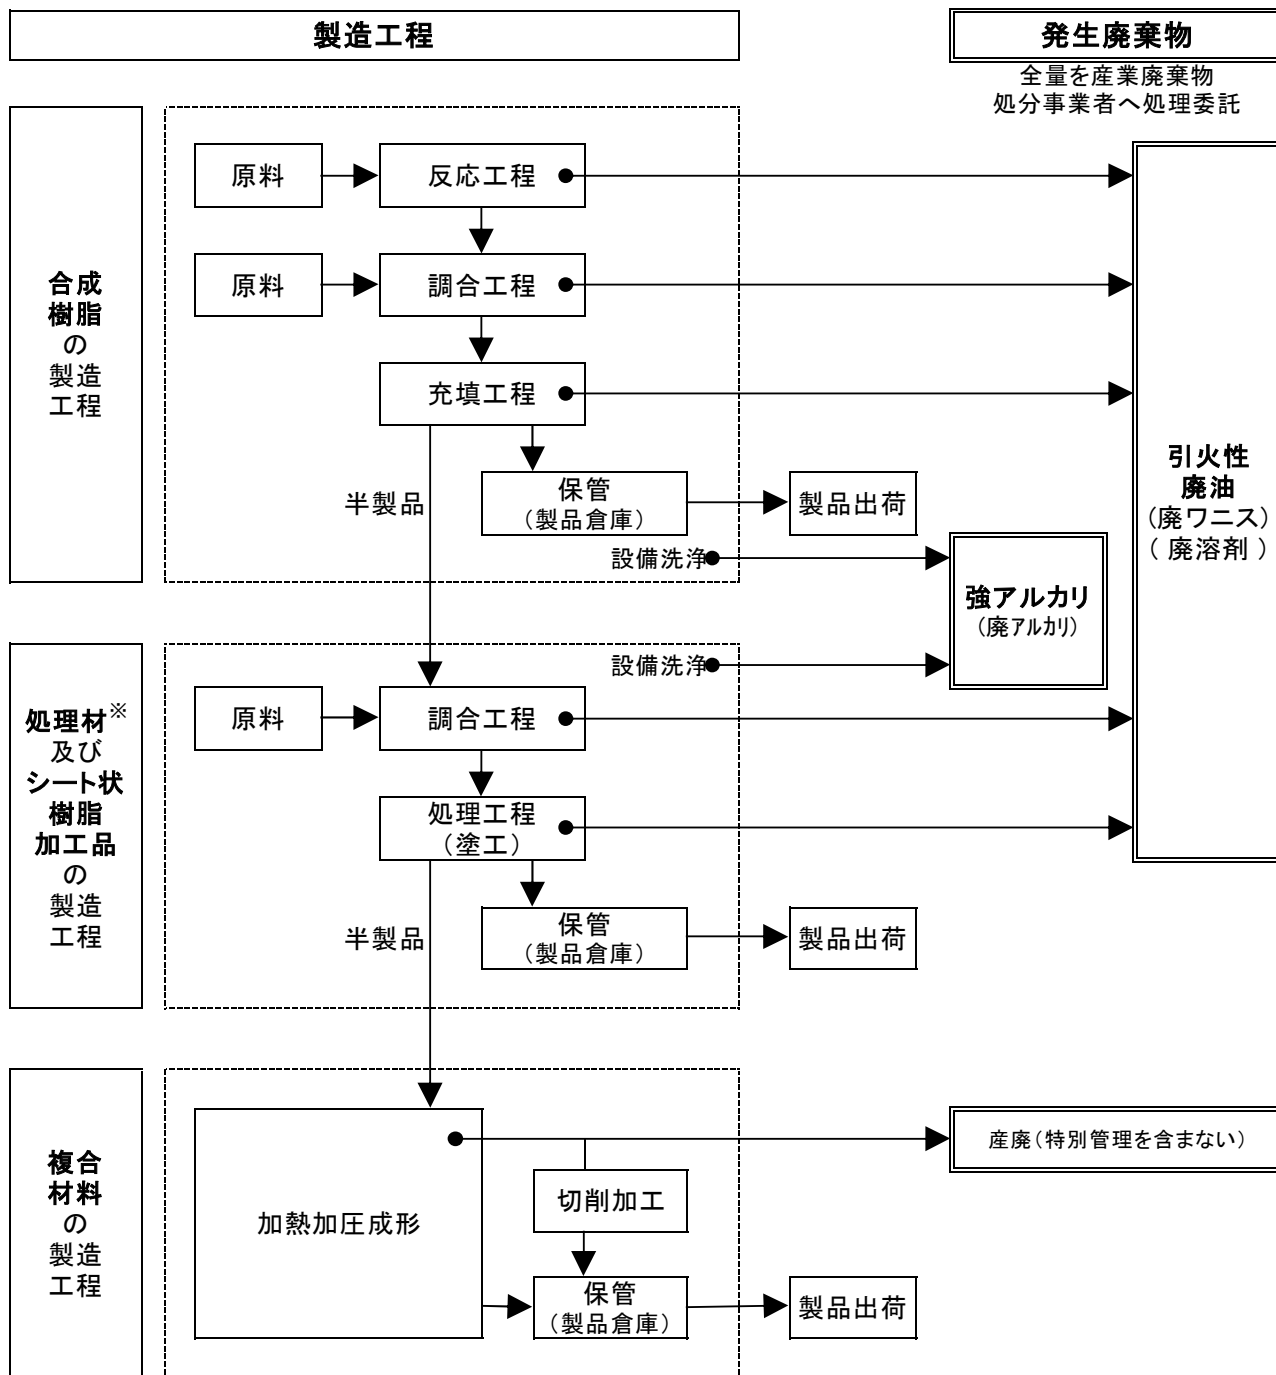 製造工程
発生廃棄物
全量を産業廃棄物
処分事業者へ処理委託
合成
樹脂
の
製造
工程
原料
反応工程
原料
調合工程
充填工程
半製品
保管
（製品倉庫）
製品出荷
設備洗浄
引火性
廃油
（廃ワニス）
（ 廃溶剤 ）
強アルカリ
（廃アルカリ）
処理材※
及び
シート状
樹脂
加工品
の
製造
工程
設備洗浄
原料
調合工程
処理工程
（塗工）
半製品
保管
（製品倉庫）
製品出荷
複合
材料
の
製造
工程
加熱加圧成形
切削加工
保管
（製品倉庫）
製品出荷
産廃（特別管理を含まない）